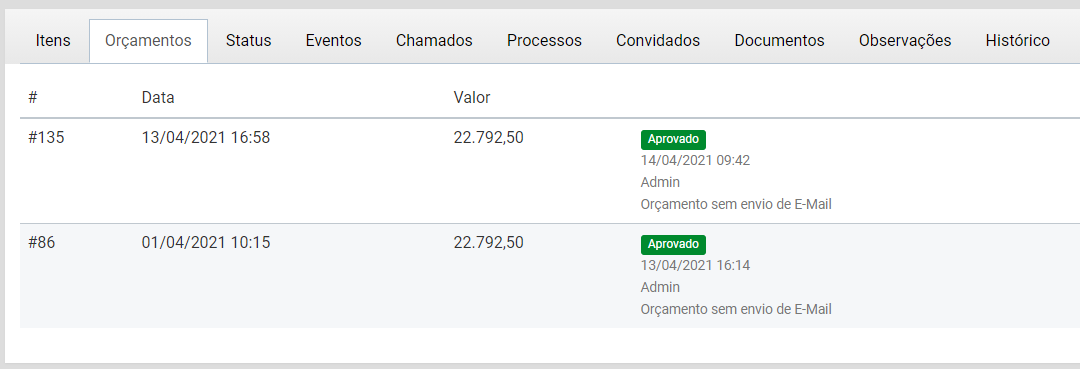 Itens Orçamentos Status Eventos Chamados Processos Convidados Documentos Observações Histórico
# Data Valor
#135 13/04/2021 16:58 22.792,50 Aprovado
14/04/2021 09:42
Admin
Orçamento sem envio de E-Mail
#86 01/04/2021 10:15 22.792,50 Aprovado
13/04/2021 16:14
Admin
Orçamento sem envio de E-Mail